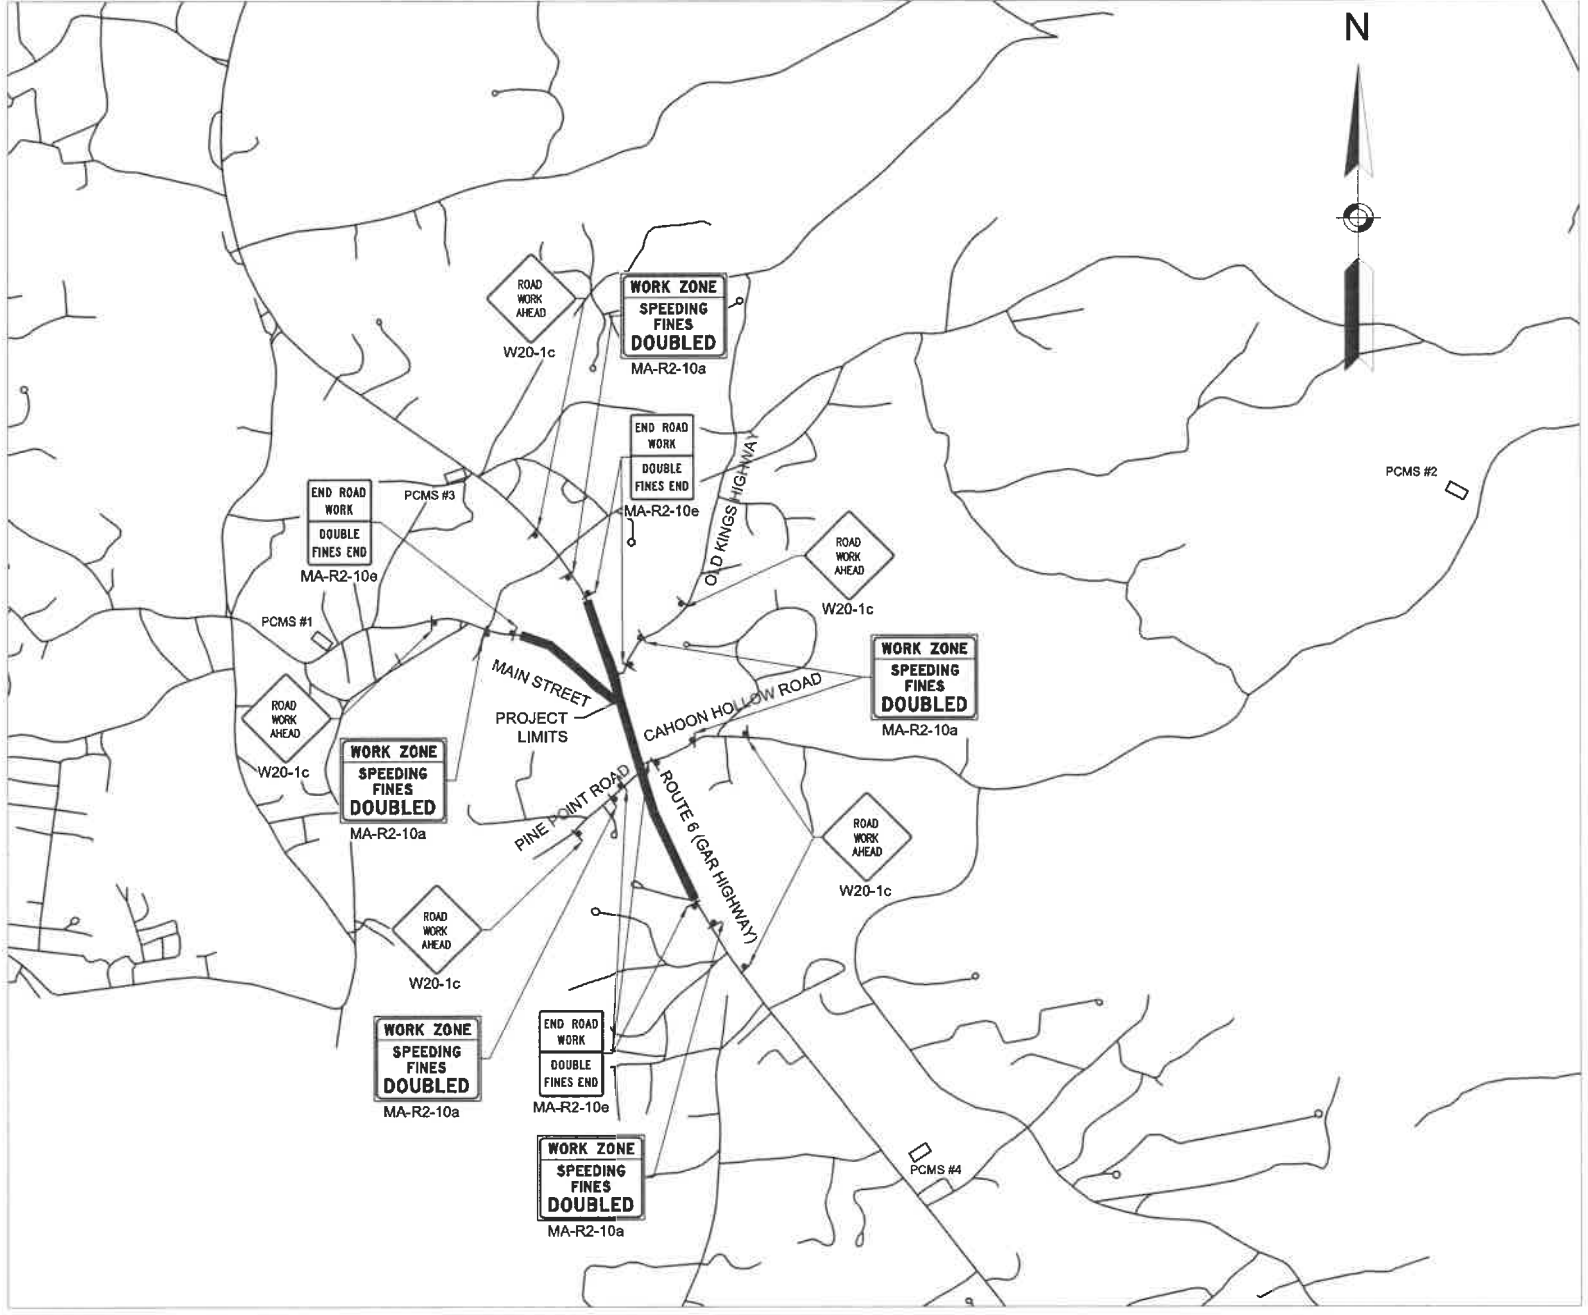 N
ROAD
WORK
AHEAD
W20-1c
WORK ZONE
SPEEDING
FINES
DOUBLED
MA-R2-10a
END ROAD
WORK
DOUBLE
FINES END
MA-R2-10e
OLD KINGS HIGHWAY
PCMS #3
PCMS #2
END ROAD
WORK
DOUBLE
FINES END
MA-R2-10e
ROAD
WORK
AHEAD
W20-1c
PCMS #1
WORK ZONE
SPEEDING
FINES
DOUBLED
MA-R2-10a
MAIN STREET
PROJECT
LIMITS
CAHOON HOLLOW ROAD
ROAD
WORK
AHEAD
W20-1c
WORK ZONE
SPEEDING
FINES
DOUBLED
MA-R2-10a
PINE POINT ROAD
ROUTE 6 (GAR HIGHWAY)
ROAD
WORK
AHEAD
W20-1c
ROAD
WORK
AHEAD
W20-1c
WORK ZONE
SPEEDING
FINES
DOUBLED
MA-R2-10a
END ROAD
WORK
DOUBLE
FINES END
MA-R2-10e
WORK ZONE
SPEEDING
FINES
DOUBLED
MA-R2-10a
PCMS #4